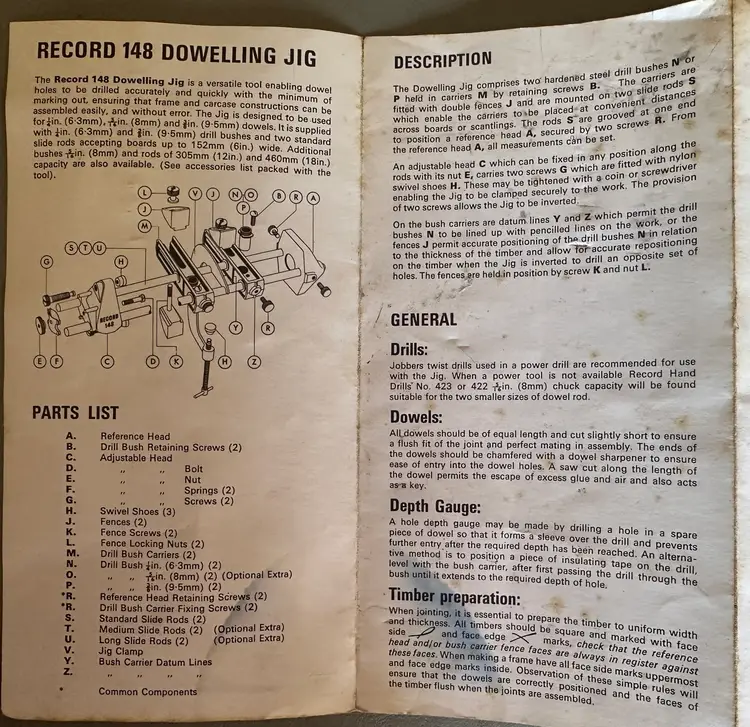 RECORD 148 DOWELLING JIG
The Record 148 Dowelling Jig is a versatile tool enabling dowel
holes to be drilled accurately and quickly with the minimum of
marking out, ensuring that frame and carcase constructions can be
assembled easily, and without error. The Jig is designed to be used
for ¼in. (6·3mm), 5/16in. (8mm) and ⅜in. (9·5mm) dowels. It is supplied
with ¼in. (6·3mm) and ⅜in. (9·5mm) drill bushes and two standard
slide rods accepting boards up to 152mm (6in.) wide. Additional
bushes 5/16in. (8mm) and rods of 305mm (12in.) and 460mm (18in.)
capacity are also available. (See accessories list packed with the
tool).
L V J N-O B R A
J P
M
S T U
G H
RECORD
148
Y R
E F C D K H Z
PARTS LIST
A. Reference Head
B. Drill Bush Retaining Screws (2)
C. Adjustable Head
D. ,, ,, Bolt
E. ,, ,, Nut
F. ,, ,, Springs (2)
G. ,, ,, Screws (2)
H. Swivel Shoes (3)
J. Fences (2)
K. Fence Screws (2)
L. Fence Locking Nuts (2)
M. Drill Bush Carriers (2)
N. Drill Bush ¼in. (6·3mm) (2)
O. ,, ,, 5/16in. (8mm) (2) (Optional Extra)
P. ,, ,, ⅜in. (9·5mm) (2)
*R. Reference Head Retaining Screws (2)
*R. Drill Bush Carrier Fixing Screws (2)
S. Standard Slide Rods (2)
T. Medium Slide Rods (2) (Optional Extra)
U. Long Slide Rods (2) (Optional Extra)
V. Jig Clamp
Y. Bush Carrier Datum Lines
Z. ,, ,, ,, ,,
* Common Components
DESCRIPTION
The Dowelling Jig comprises two hardened steel drill bushes N or
P held in carriers M by retaining screws B. The carriers are
fitted with double fences J and are mounted on two slide rods S
which enable the carriers to be placed at convenient distances
across boards or scantlings. The rods S are grooved at one end
to position a reference head A, secured by two screws R. From
the reference head A, all measurements can be set.
An adjustable head C which can be fixed in any position along the
rods with its nut E, carries two screws G which are fitted with nylon
swivel shoes H. These may be tightened with a coin or screwdriver
enabling the Jig to be clamped securely to the work. The provision
of two screws allows the Jig to be inverted.
On the bush carriers are datum lines Y and Z which permit the drill
bushes N to be lined up with pencilled lines on the work, or the
fences J permit accurate positioning of the drill bushes N in relation
to the thickness of the timber and allow for accurate repositioning
on the timber when the Jig is inverted to drill an opposite set of
holes. The fences are held in position by screw K and nut L.
GENERAL
Drills:
Jobbers twist drills used in a power drill are recommended for use
with the Jig. When a power tool is not available Record Hand
Drills No. 423 or 422 5/16in. (8mm) chuck capacity will be found
suitable for the two smaller sizes of dowel rod.
Dowels:
All dowels should be of equal length and cut slightly short to ensure
a flush fit of the joint and perfect mating in assembly. The ends of
the dowels should be chamfered with a dowel sharpener to ensure
ease of entry into the dowel holes. A saw cut along the length of
the dowel permits the escape of excess glue and air and also acts
as a key.
Depth Gauge:
A hole depth gauge may be made by drilling a hole in a spare
piece of dowel so that it forms a sleeve over the drill and prevents
further entry after the required depth has been reached. An alterna-
tive method is to position a piece of insulating tape on the drill,
level with the bush carrier, after first passing the drill through the
bush until it extends to the required depth of hole.
Timber preparation:
When jointing, it is essential to prepare the timber to uniform width
and thickness. All timbers should be square and marked with face
side and face edge marks, check that the reference
head and/or bush carrier fence faces are always in register against
these faces. When making a frame have all face side marks uppermost
and face edge marks inside. Observation of these simple rules will
ensure that the dowels are correctly positioned and the faces of
the timber flush when the joints are assembled.